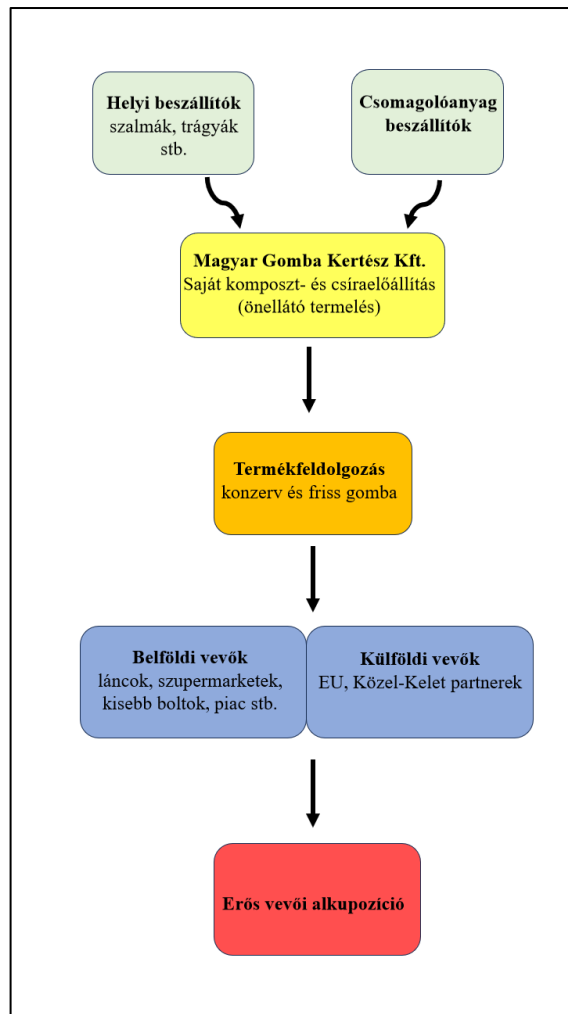 Helyi beszállítók
szalmák, trágyák
stb.
Csomagolóanyag
beszállítók
Magyar Gomba Kertész Kft.
Saját komposzt- és csíraelőállítás
(önellátó termelés)
Termékfeldolgozás
konzerv és friss gomba
Belföldi vevők
láncok, szupermarketek,
kisebb boltok, piac stb.
Külföldi vevők
EU, Közel-Kelet partnerek
Erős vevői alkupozíció